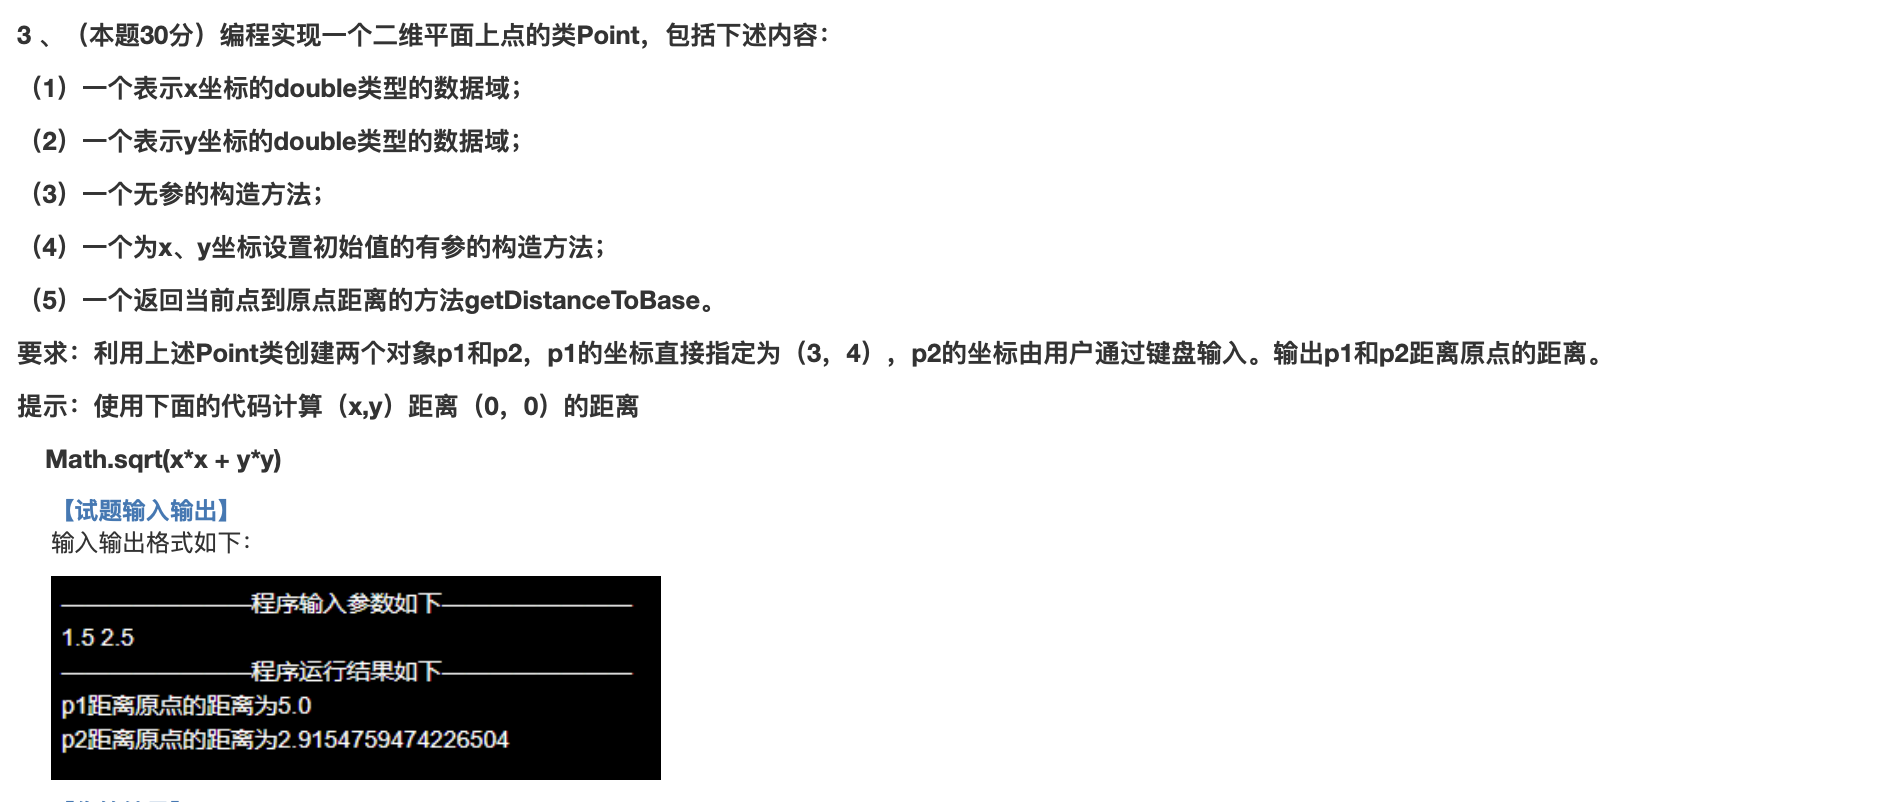 3 、（本题30分）编程实现一个二维平面上点的类Point，包括下述内容：
（1）一个表示x坐标的double类型的数据域；
（2）一个表示y坐标的double类型的数据域；
（3）一个无参的构造方法；
（4）一个为x、y坐标设置初始值的有参的构造方法；
（5）一个返回当前点到原点距离的方法getDistanceToBase。
要求：利用上述Point类创建两个对象p1和p2，p1的坐标直接指定为（3，4），p2的坐标由用户通过键盘输入。输出p1和p2距离原点的距离。
提示：使用下面的代码计算（x,y）距离（0，0）的距离
Math.sqrt(x*x + y*y)
【试题输入输出】
输入输出格式如下：
————————程序输入参数如下————————
1.5 2.5
————————程序运行结果如下————————
p1距离原点的距离为5.0
p2距离原点的距离为2.9154759474226504